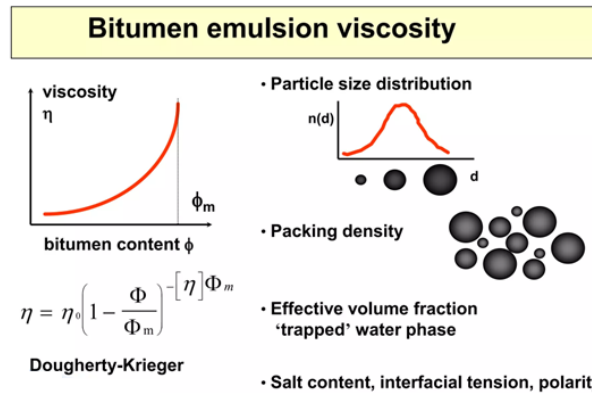 Bitumen emulsion viscosity
viscosity
η
ϕm
bitumen content ϕ
η = η₀(1 − Φ/Φm)^−[η]Φm
Dougherty-Krieger
• Particle size distribution
n(d)
d
• Packing density
• Effective volume fraction
‘trapped’ water phase
• Salt content, interfacial tension, polarit